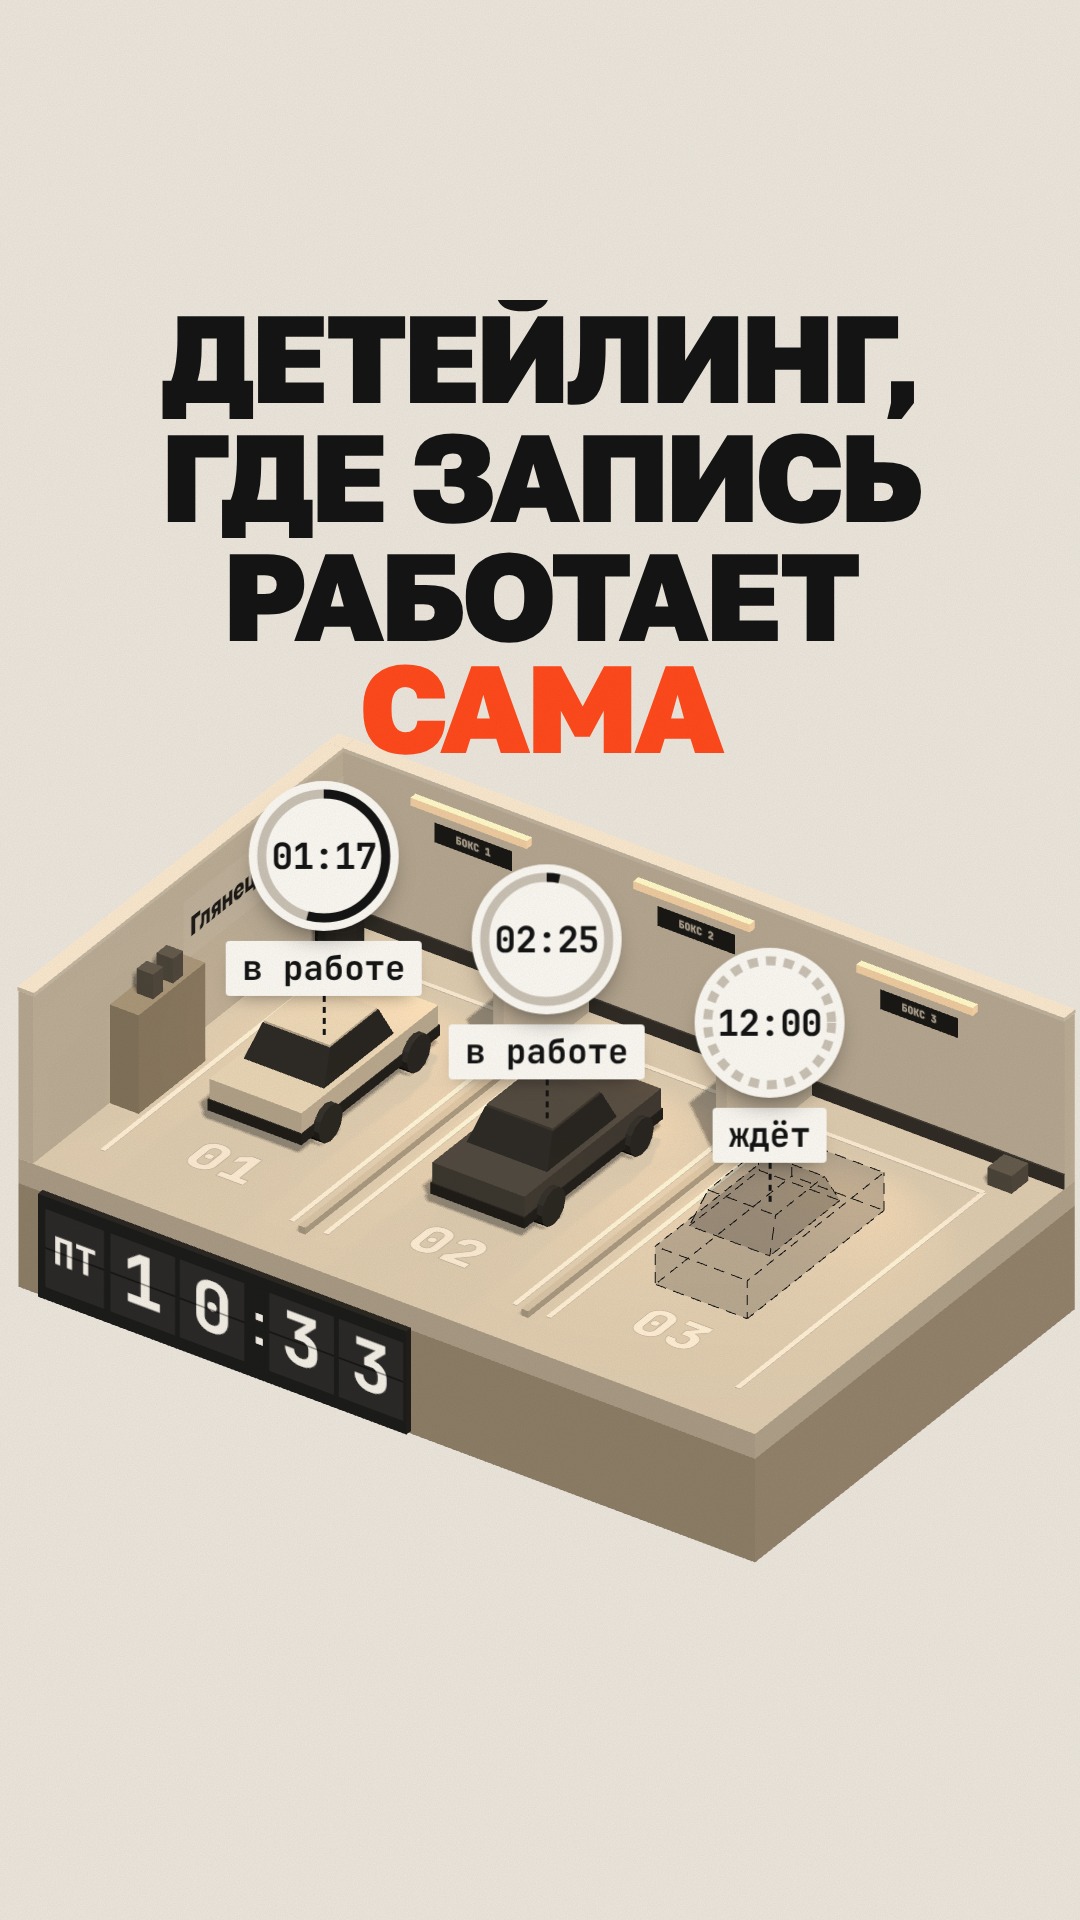 ДЕТЕЙЛИНГ,
ГДЕ ЗАПИСЬ
РАБОТАЕТ
САМА
01:17
в работе
БОКС 1
Глянец
02:25
в работе
БОКС 2
12:00
ждёт
БОКС 3
01
02
03
ПТ 10:33